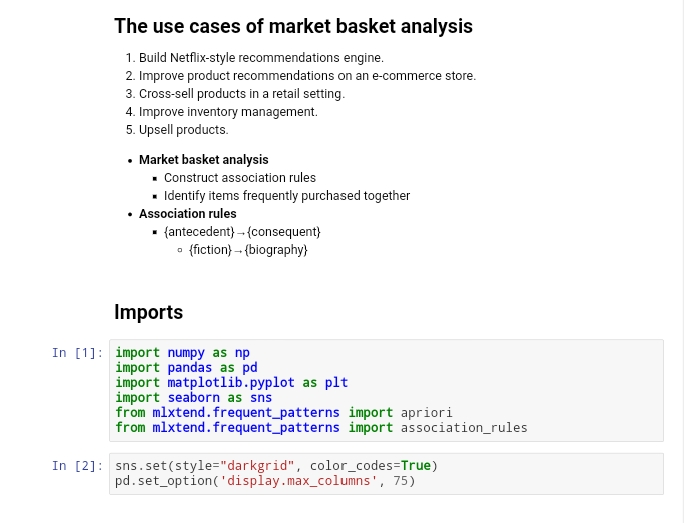 The use cases of market basket analysis
1. Build Netflix-style recommendations engine.
2. Improve product recommendations on an e-commerce store.
3. Cross-sell products in a retail setting.
4. Improve inventory management.
5. Upsell products.
• Market basket analysis
▪ Construct association rules
▪ Identify items frequently purchased together
• Association rules
▪ {antecedent}→{consequent}
◦ {fiction}→{biography}
Imports
In [1]: import numpy as np
import pandas as pd
import matplotlib.pyplot as plt
import seaborn as sns
from mlxtend.frequent_patterns import apriori
from mlxtend.frequent_patterns import association_rules
In [2]: sns.set(style="darkgrid", color_codes=True)
pd.set_option('display.max_columns', 75)